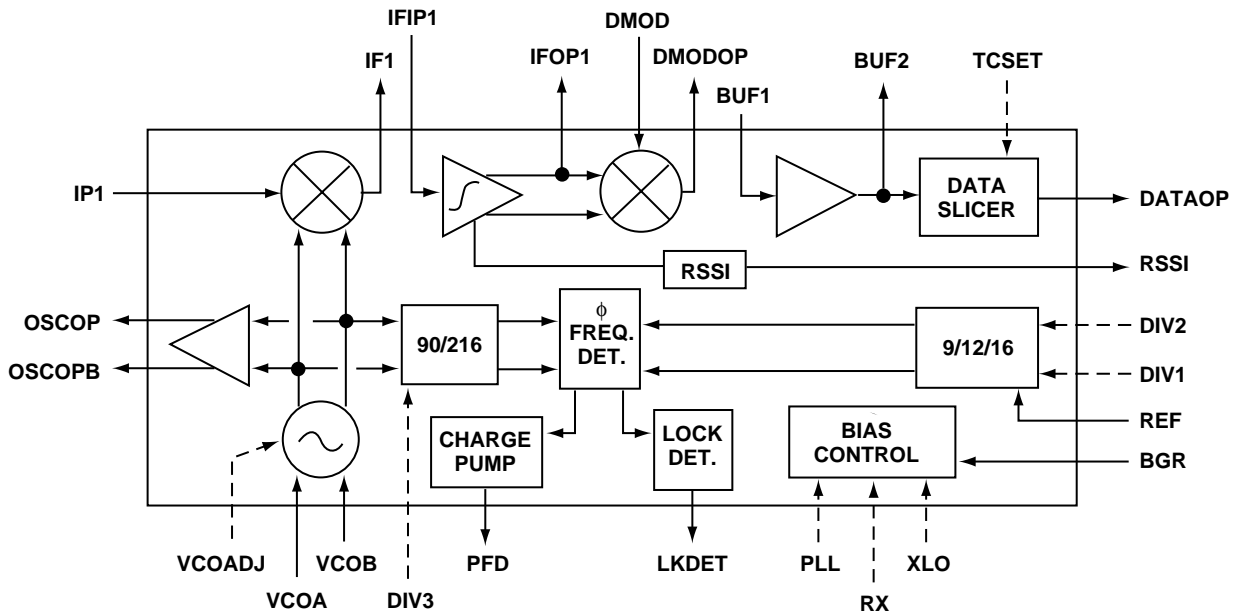 IFIP1
DMOD
IF1
IFOP1
DMODOP
BUF2
TCSET
BUF1
IP1
DATA
SLICER
DATAOP
RSSI
RSSI
OSCOP
OSCOPB
90/216
ϕ
FREQ.
DET.
9/12/16
DIV2
DIV1
REF
BGR
CHARGE
PUMP
LOCK
DET.
BIAS
CONTROL
VCOADJ
VCOB
PFD
LKDET
PLL
XLO
VCOA
DIV3
RX